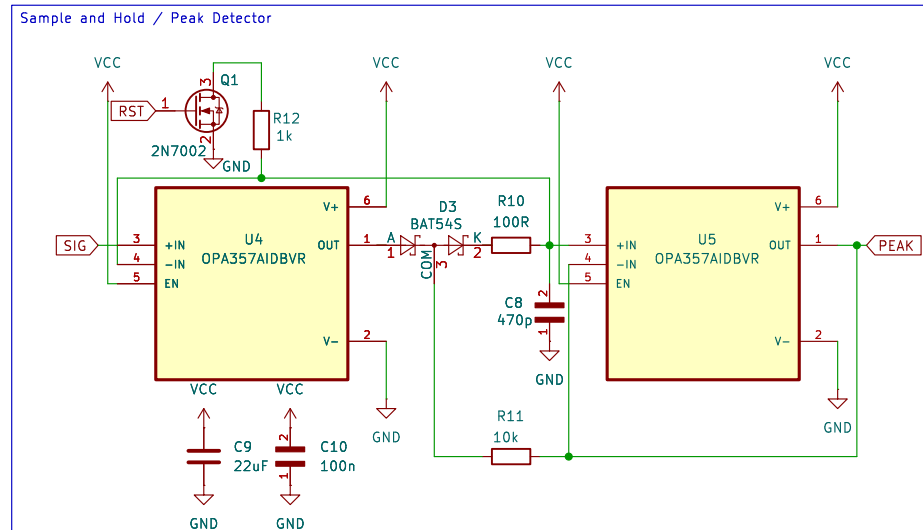 Sample and Hold / Peak Detector
VCC
VCC
VCC
VCC
3
Q1
RST
1
2
2N7002
GND
R12
1k
SIG
3
+IN
4
-IN
5
EN
U4
OPA357AIDBVR
V+
6
OUT
1
V-
2
GND
D3
BAT54S
A
1
COM
3
K
2
R10
100R
C8
470p
2
1
GND
3
+IN
4
-IN
5
EN
U5
OPA357AIDBVR
V+
6
OUT
1
V-
2
GND
PEAK
R11
10k
VCC
C9
22uF
GND
VCC
2
C10
100n
1
GND